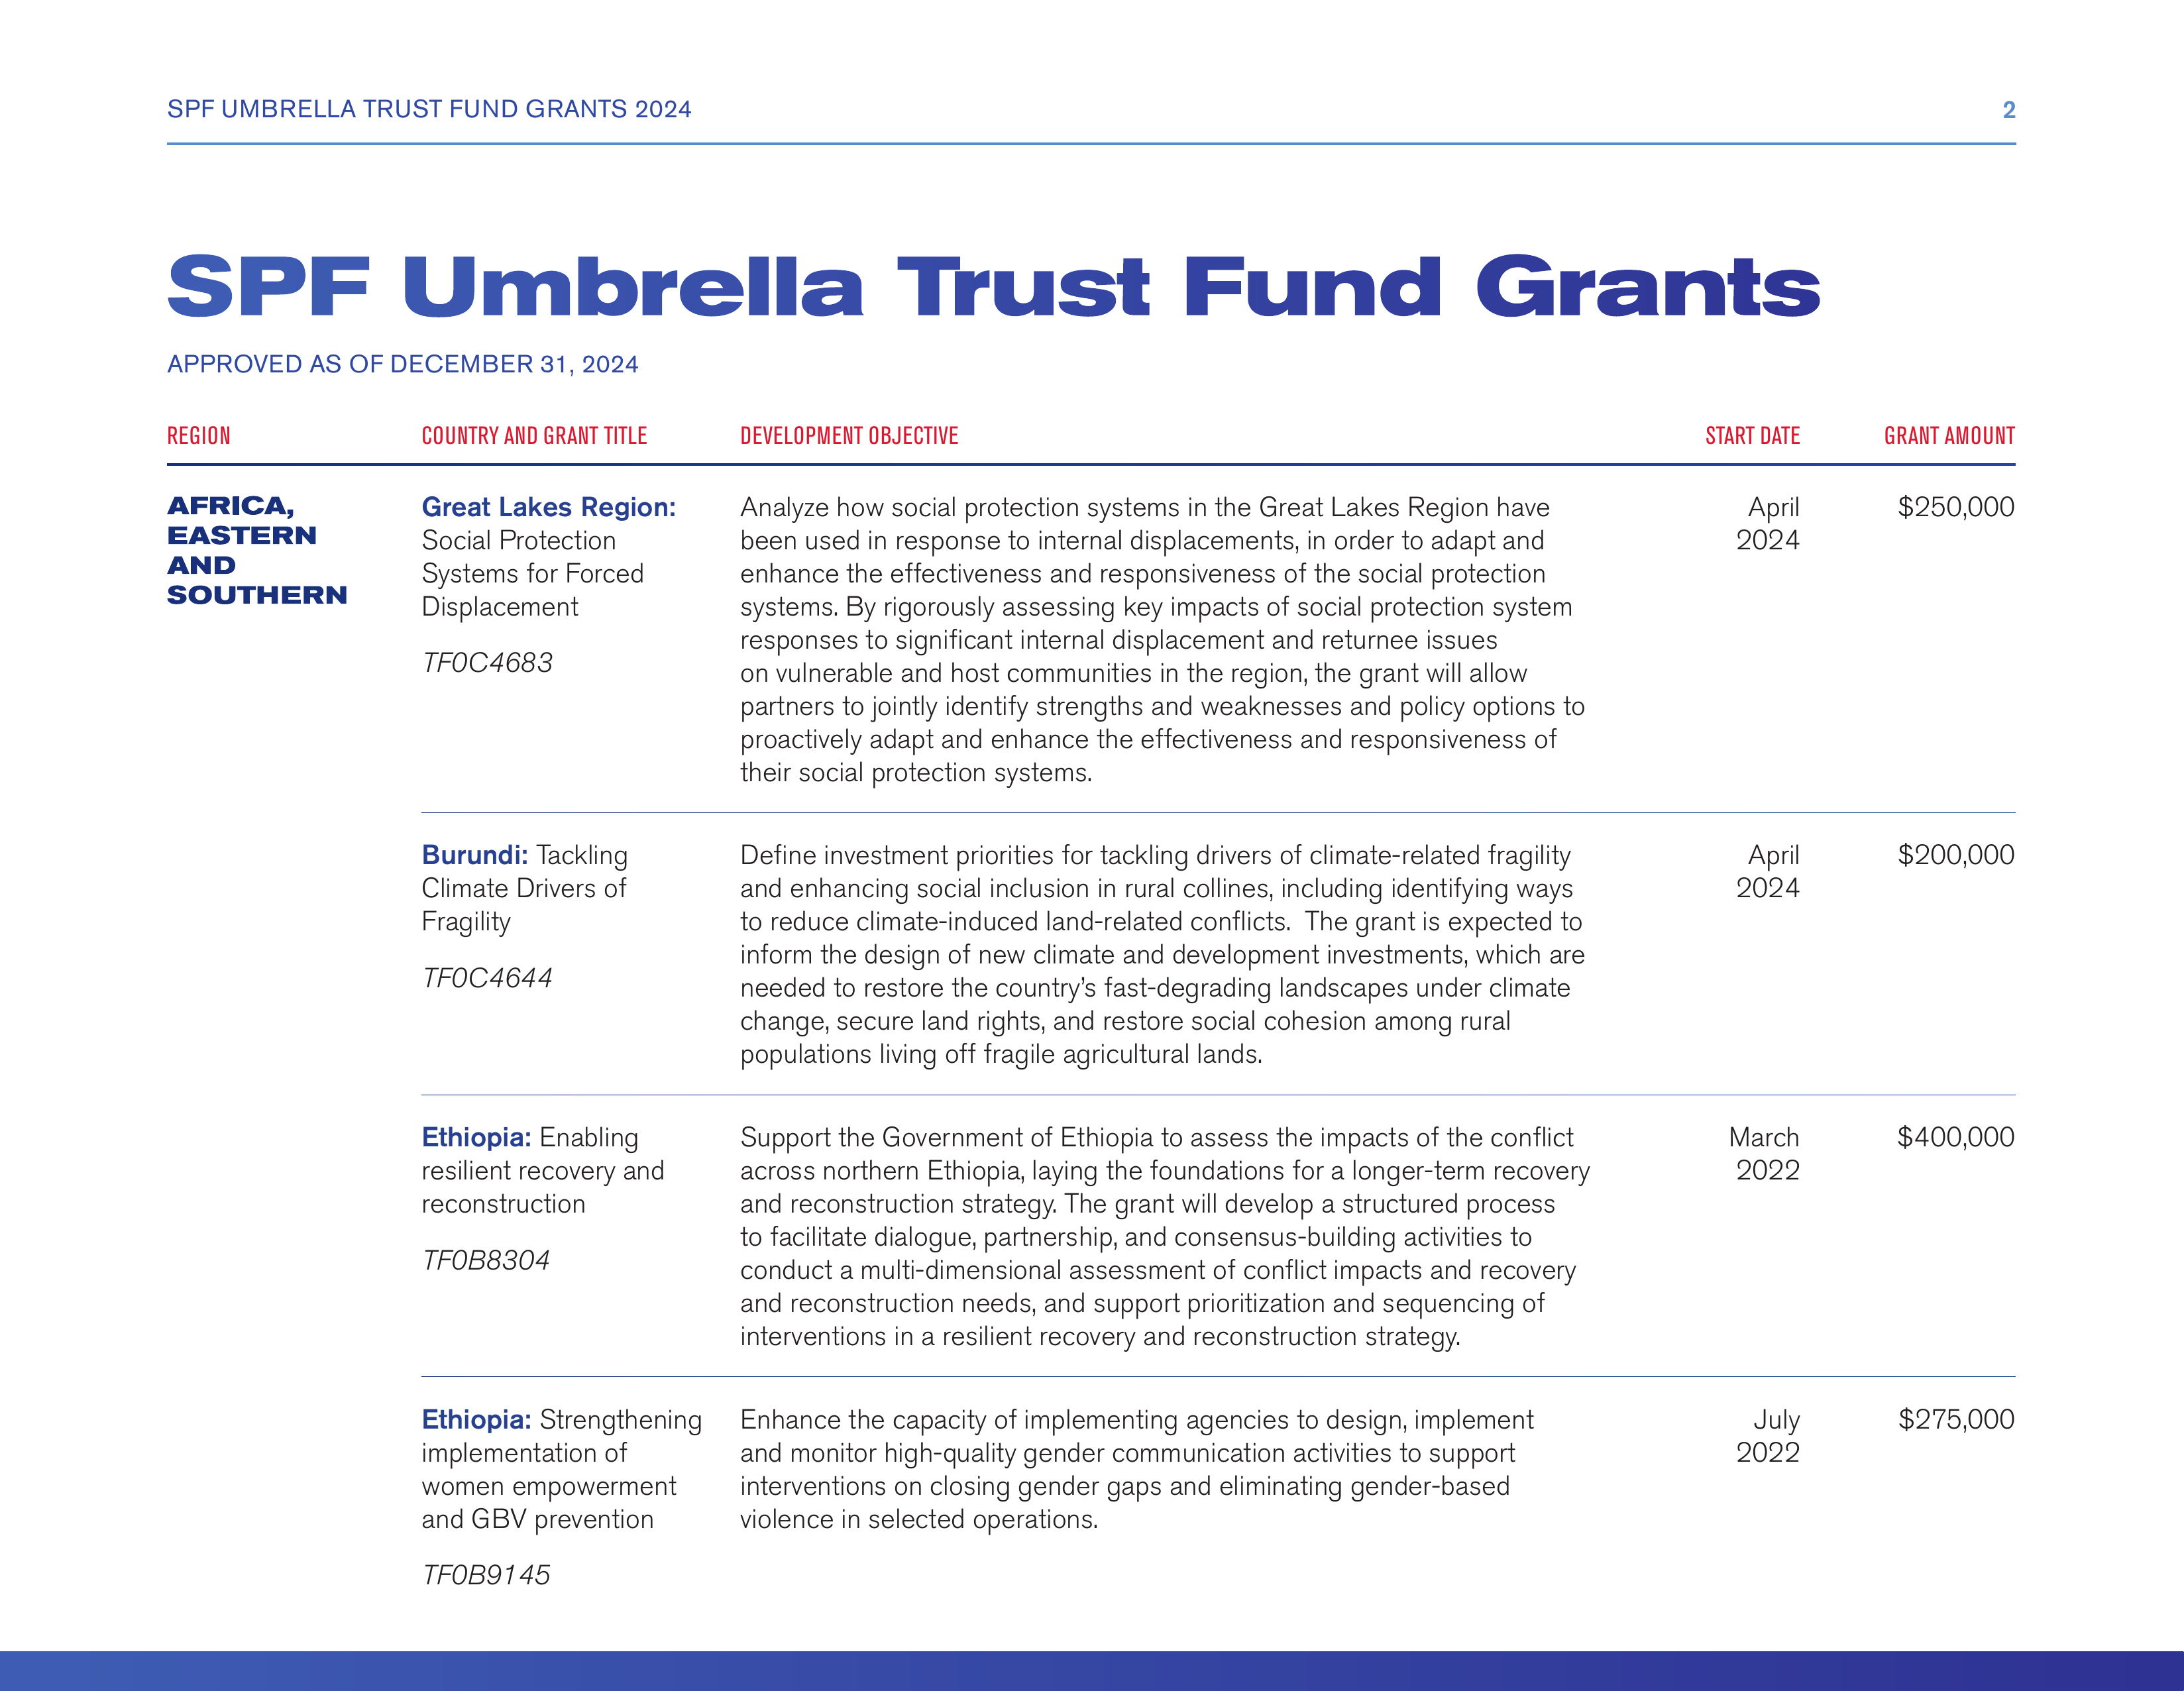 SPF UMBRELLA TRUST FUND GRANTS 2024
2
SPF Umbrella Trust Fund Grants
APPROVED AS OF DECEMBER 31, 2024
REGION
COUNTRY AND GRANT TITLE
DEVELOPMENT OBJECTIVE
START DATE
GRANT AMOUNT
AFRICA,
EASTERN
AND
SOUTHERN
Great Lakes Region:
Social Protection
Systems for Forced
Displacement
TF0C4683
Analyze how social protection systems in the Great Lakes Region have
been used in response to internal displacements, in order to adapt and
enhance the effectiveness and responsiveness of the social protection
systems. By rigorously assessing key impacts of social protection system
responses to significant internal displacement and returnee issues
on vulnerable and host communities in the region, the grant will allow
partners to jointly identify strengths and weaknesses and policy options to
proactively adapt and enhance the effectiveness and responsiveness of
their social protection systems.
April
2024
$250,000
Burundi: Tackling
Climate Drivers of
Fragility
TF0C4644
Define investment priorities for tackling drivers of climate-related fragility
and enhancing social inclusion in rural collines, including identifying ways
to reduce climate-induced land-related conflicts.  The grant is expected to
inform the design of new climate and development investments, which are
needed to restore the country’s fast-degrading landscapes under climate
change, secure land rights, and restore social cohesion among rural
populations living off fragile agricultural lands.
April
2024
$200,000
Ethiopia: Enabling
resilient recovery and
reconstruction
TF0B8304
Support the Government of Ethiopia to assess the impacts of the conflict
across northern Ethiopia, laying the foundations for a longer-term recovery
and reconstruction strategy. The grant will develop a structured process
to facilitate dialogue, partnership, and consensus-building activities to
conduct a multi-dimensional assessment of conflict impacts and recovery
and reconstruction needs, and support prioritization and sequencing of
interventions in a resilient recovery and reconstruction strategy.
March
2022
$400,000
Ethiopia: Strengthening
implementation of
women empowerment
and GBV prevention
TF0B9145
Enhance the capacity of implementing agencies to design, implement
and monitor high-quality gender communication activities to support
interventions on closing gender gaps and eliminating gender-based
violence in selected operations.
July
2022
$275,000